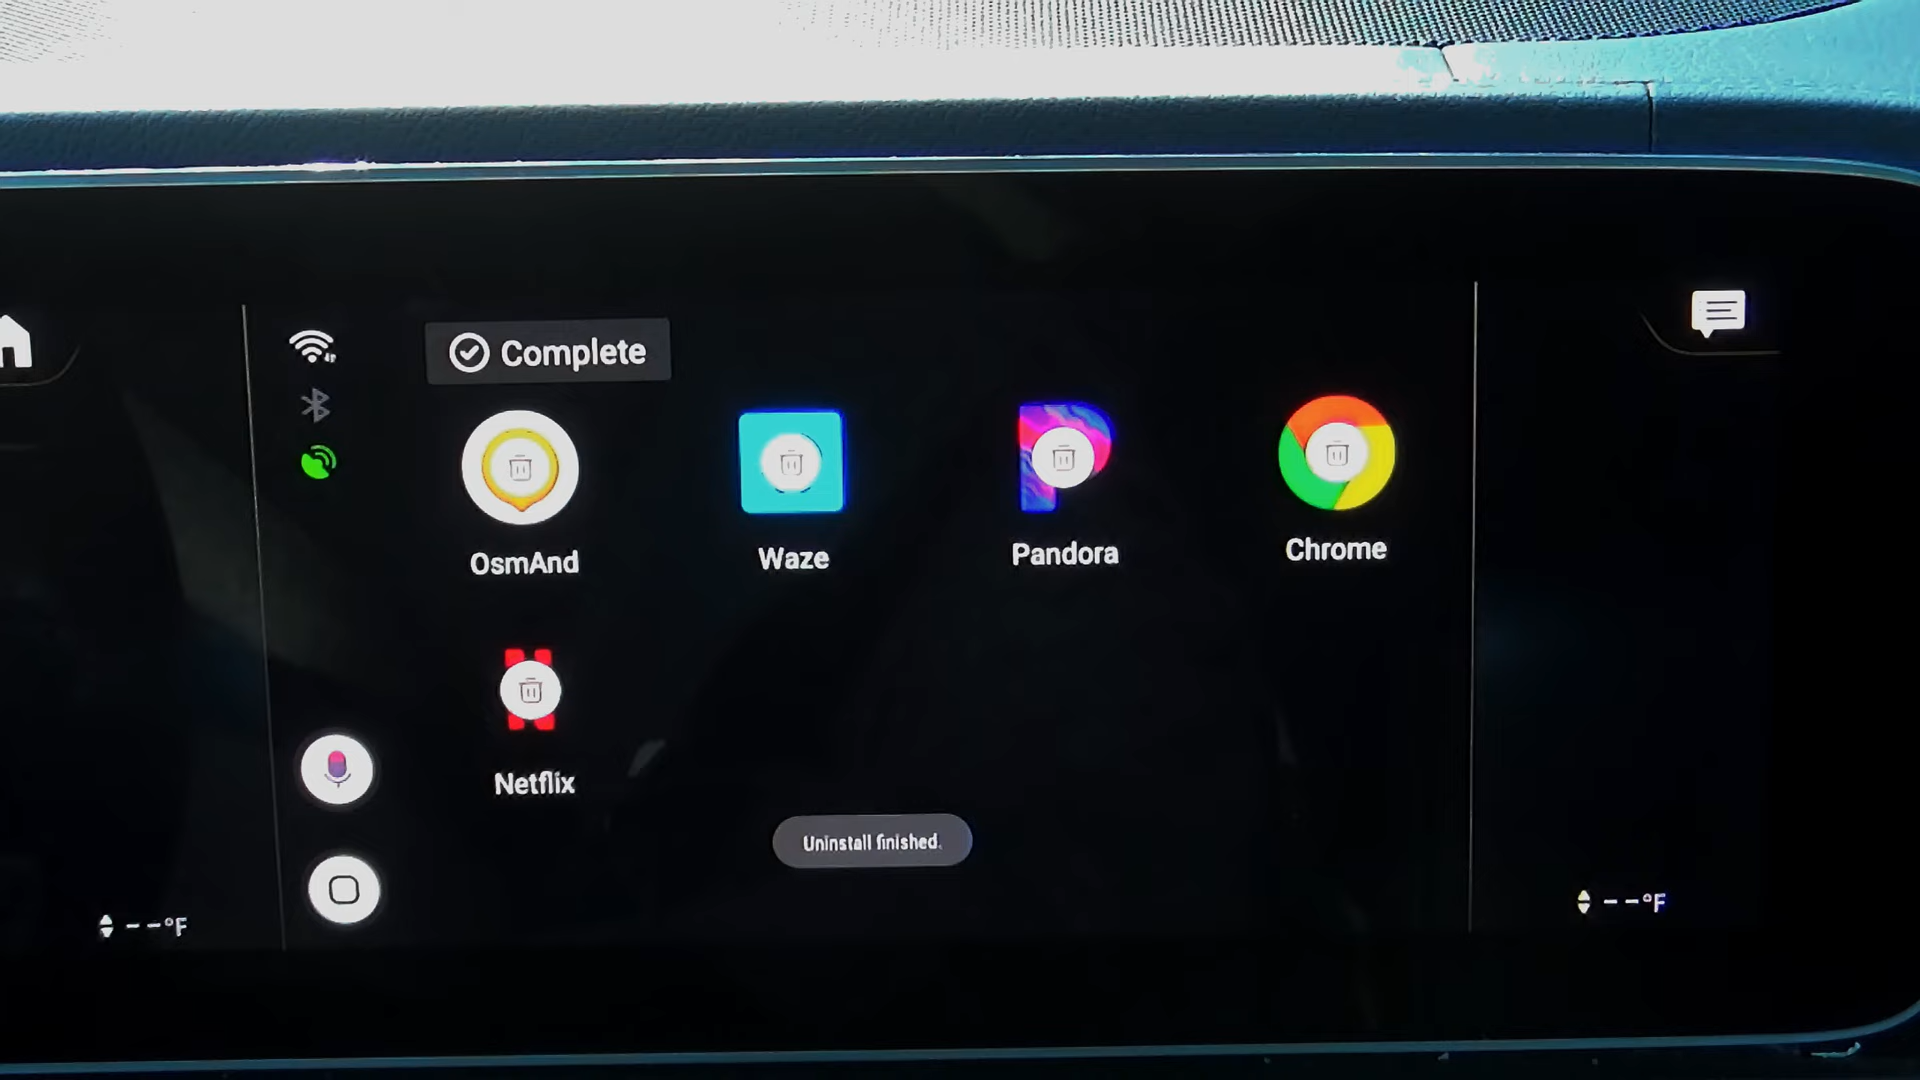 Complete
OsmAnd
Waze
Pandora
Chrome
Netflix
Uninstall finished.
--°F
--°F